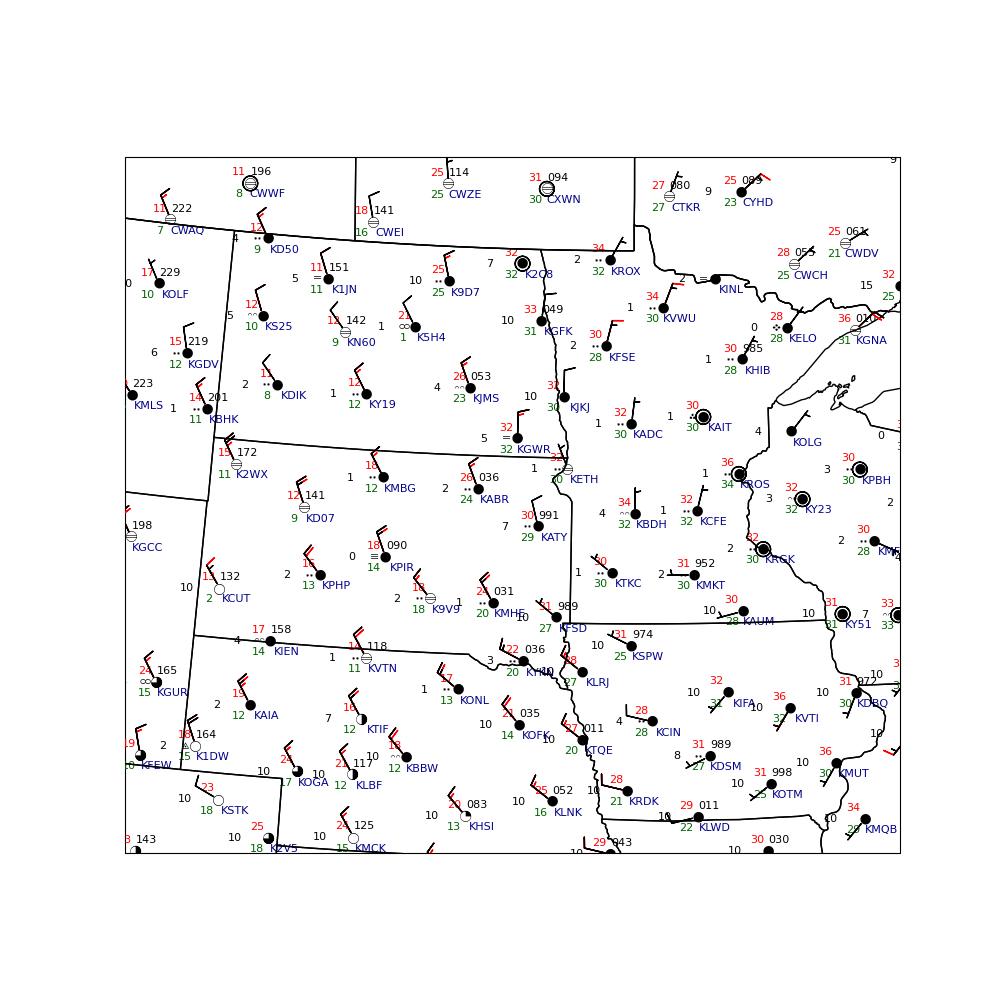 9
11 196
8 CWWF
25 114
25 CWZE
31 094
30 CXWN
27 080
27 CTKR
9 25 089
23 CYHD
11 222
7 CWAQ
18 141
16 CWEI
12
4
9 KD50
25 061
21 CWDV
34
2
32 KROX
28 055
25 CWCH
32
7
32 K2C8
17 229
0
10 KOLF
11 151
5
11 K1JN
25
10
25 K9D7
2
KINL
32
15
25
12
5
10 KS25
12 142
9 KN60
21
1
1 K5H4
33 049
10
31 KGFK
34
1
30 KVWU
28
0
28 KELO
36 010
31 KGNA
15 219
6
12 KGDV
30
2
28 KFSE
30 985
1
28 KHIB
223
KMLS
14 201
1
11 KBHK
11
2
8 KDIK
12
1
12 KY19
26 053
4
23 KJMS
32
10
30 KJKJ
32
1
30 KADC
30
1
30 KAIT
4
KOLG
0
32
5
32 KGWR
15 172
11 K2WX
18
1
12 KMBG
26 036
2
24 KABR
32
1
30 KETH
36
1
34 KROS
30
3
30 KPBH
12 141
9 KD07
30 991
7
29 KATY
34
4
32 KBDH
32
1
32 KCFE
32
3
32 KY23
2
198
KGCC
18 090
0
14 KPIR
32
2
30 KRGK
30
2
28
2
13 KPHP
1
30 KTKC
31 952
2
30 KMKT
132
10
2 KCUT
18
2
18 K9V9
24 031
1
20 KMHE
31 989
10
27 KFSD
30
10
28 KAUM
31
10
31 KY51
33
7
33
17 158
4
14 KIEN
14 118
1
11 KVTN
31 974
10
25 KSPW
24 165
15 KGUR
22 036
3
20 KYKN
28
10
27 KLRJ
10
19
2
12 KAIA
17
1
13 KONL
32
10
31 KIFA
36
10
32 KVTI
31 972
10
30 KDBQ
16
7
12 KTIF
21 035
10
14 KOFK
27 011
10
20 KTQE
28
4
28 KCIN
10
19
KEEW
18 164
2
15 K1DW
18
10
12 KBBW
31 989
8
27 KDSM
36
10
30 KMUT
24
10
17 KOGA
21 117
10
12 KLBF
31 998
10
25 KOTM
23
10
18 KSTK
20 083
10
13 KHSI
25 052
10
16 KLNK
28
10
21 KRDK
29 011
10
22 KLWD
34
10
29 KMQB
143
25
10
18 K2V5
24 125
10
15 KMCK
29 043
10
30 030
10